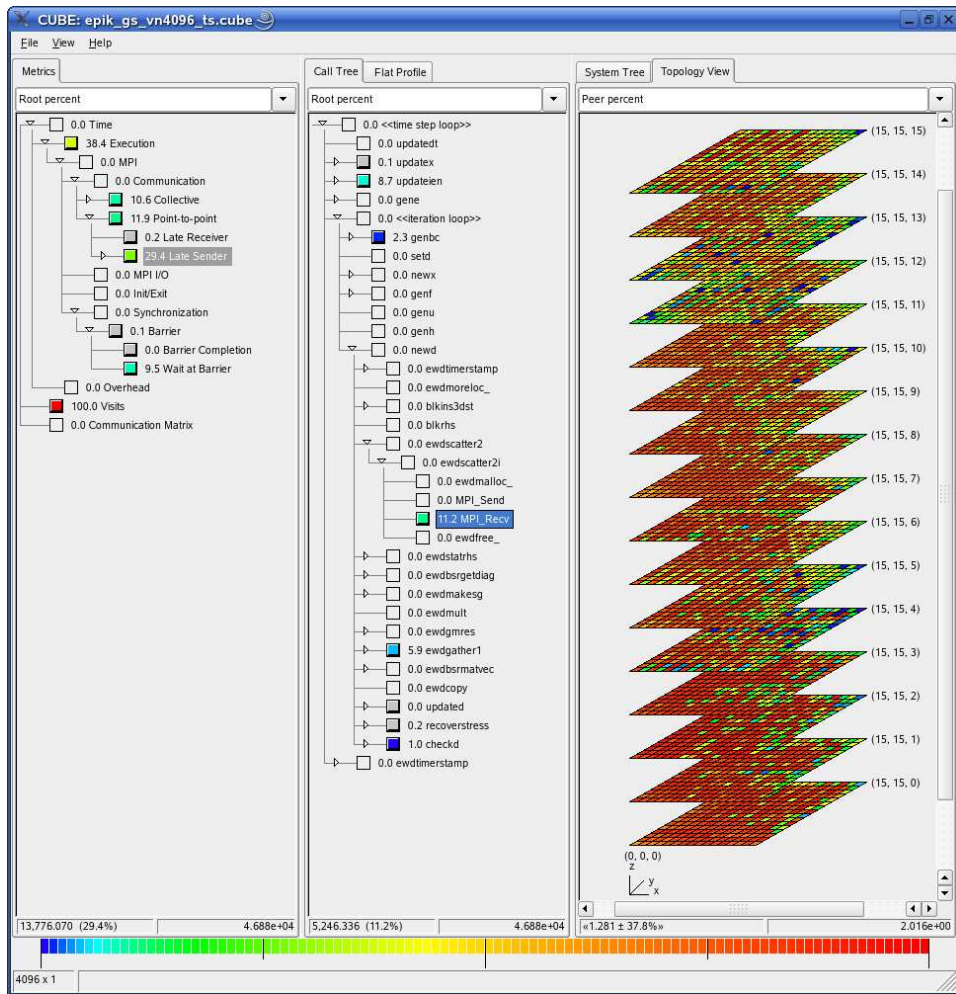 CUBE: epik_gs_vn4096_ts.cube
File View Help
Metrics
Root percent
0.0 Time
38.4 Execution
0.0 MPI
0.0 Communication
10.6 Collective
11.9 Point-to-point
0.2 Late Receiver
29.4 Late Sender
0.0 MPI I/O
0.0 Init/Exit
0.0 Synchronization
0.1 Barrier
0.0 Barrier Completion
9.5 Wait at Barrier
0.0 Overhead
100.0 Visits
0.0 Communication Matrix
13,776.070 (29.4%) 4.688e+04
Call Tree Flat Profile
Root percent
0.0 <<time step loop>>
0.0 updatedt
0.1 updatex
8.7 updateien
0.0 gene
0.0 <<iteration loop>>
2.3 genbc
0.0 setd
0.0 newx
0.0 genf
0.0 genu
0.0 genh
0.0 newd
0.0 ewdtimerstamp
0.0 ewdmoreloc_
0.0 blkins3dst
0.0 blkrhs
0.0 ewdscatter2
0.0 ewdscatter2i
0.0 ewdmalloc_
0.0 MPI_Send
11.2 MPI_Recv
0.0 ewdfree_
0.0 ewdstatrhs
0.0 ewdbsrgetdiag
0.0 ewdmakesg
0.0 ewdmult
0.0 ewdgmres
5.9 ewdgather1
0.0 ewdbsrmatvec
0.0 ewdcopy
0.0 updated
0.2 recoverstress
1.0 checkd
0.0 ewdtimerstamp
5,246.336 (11.2%) 4.688e+04
System Tree Topology View
Peer percent
(15, 15, 15)
(15, 15, 14)
(15, 15, 13)
(15, 15, 12)
(15, 15, 11)
(15, 15, 10)
(15, 15, 9)
(15, 15, 8)
(15, 15, 7)
(15, 15, 6)
(15, 15, 5)
(15, 15, 4)
(15, 15, 3)
(15, 15, 2)
(15, 15, 1)
(15, 15, 0)
(0, 0, 0)
z
y
x
«1.281 ± 37.8%» 2.016e+00
4096 x 1